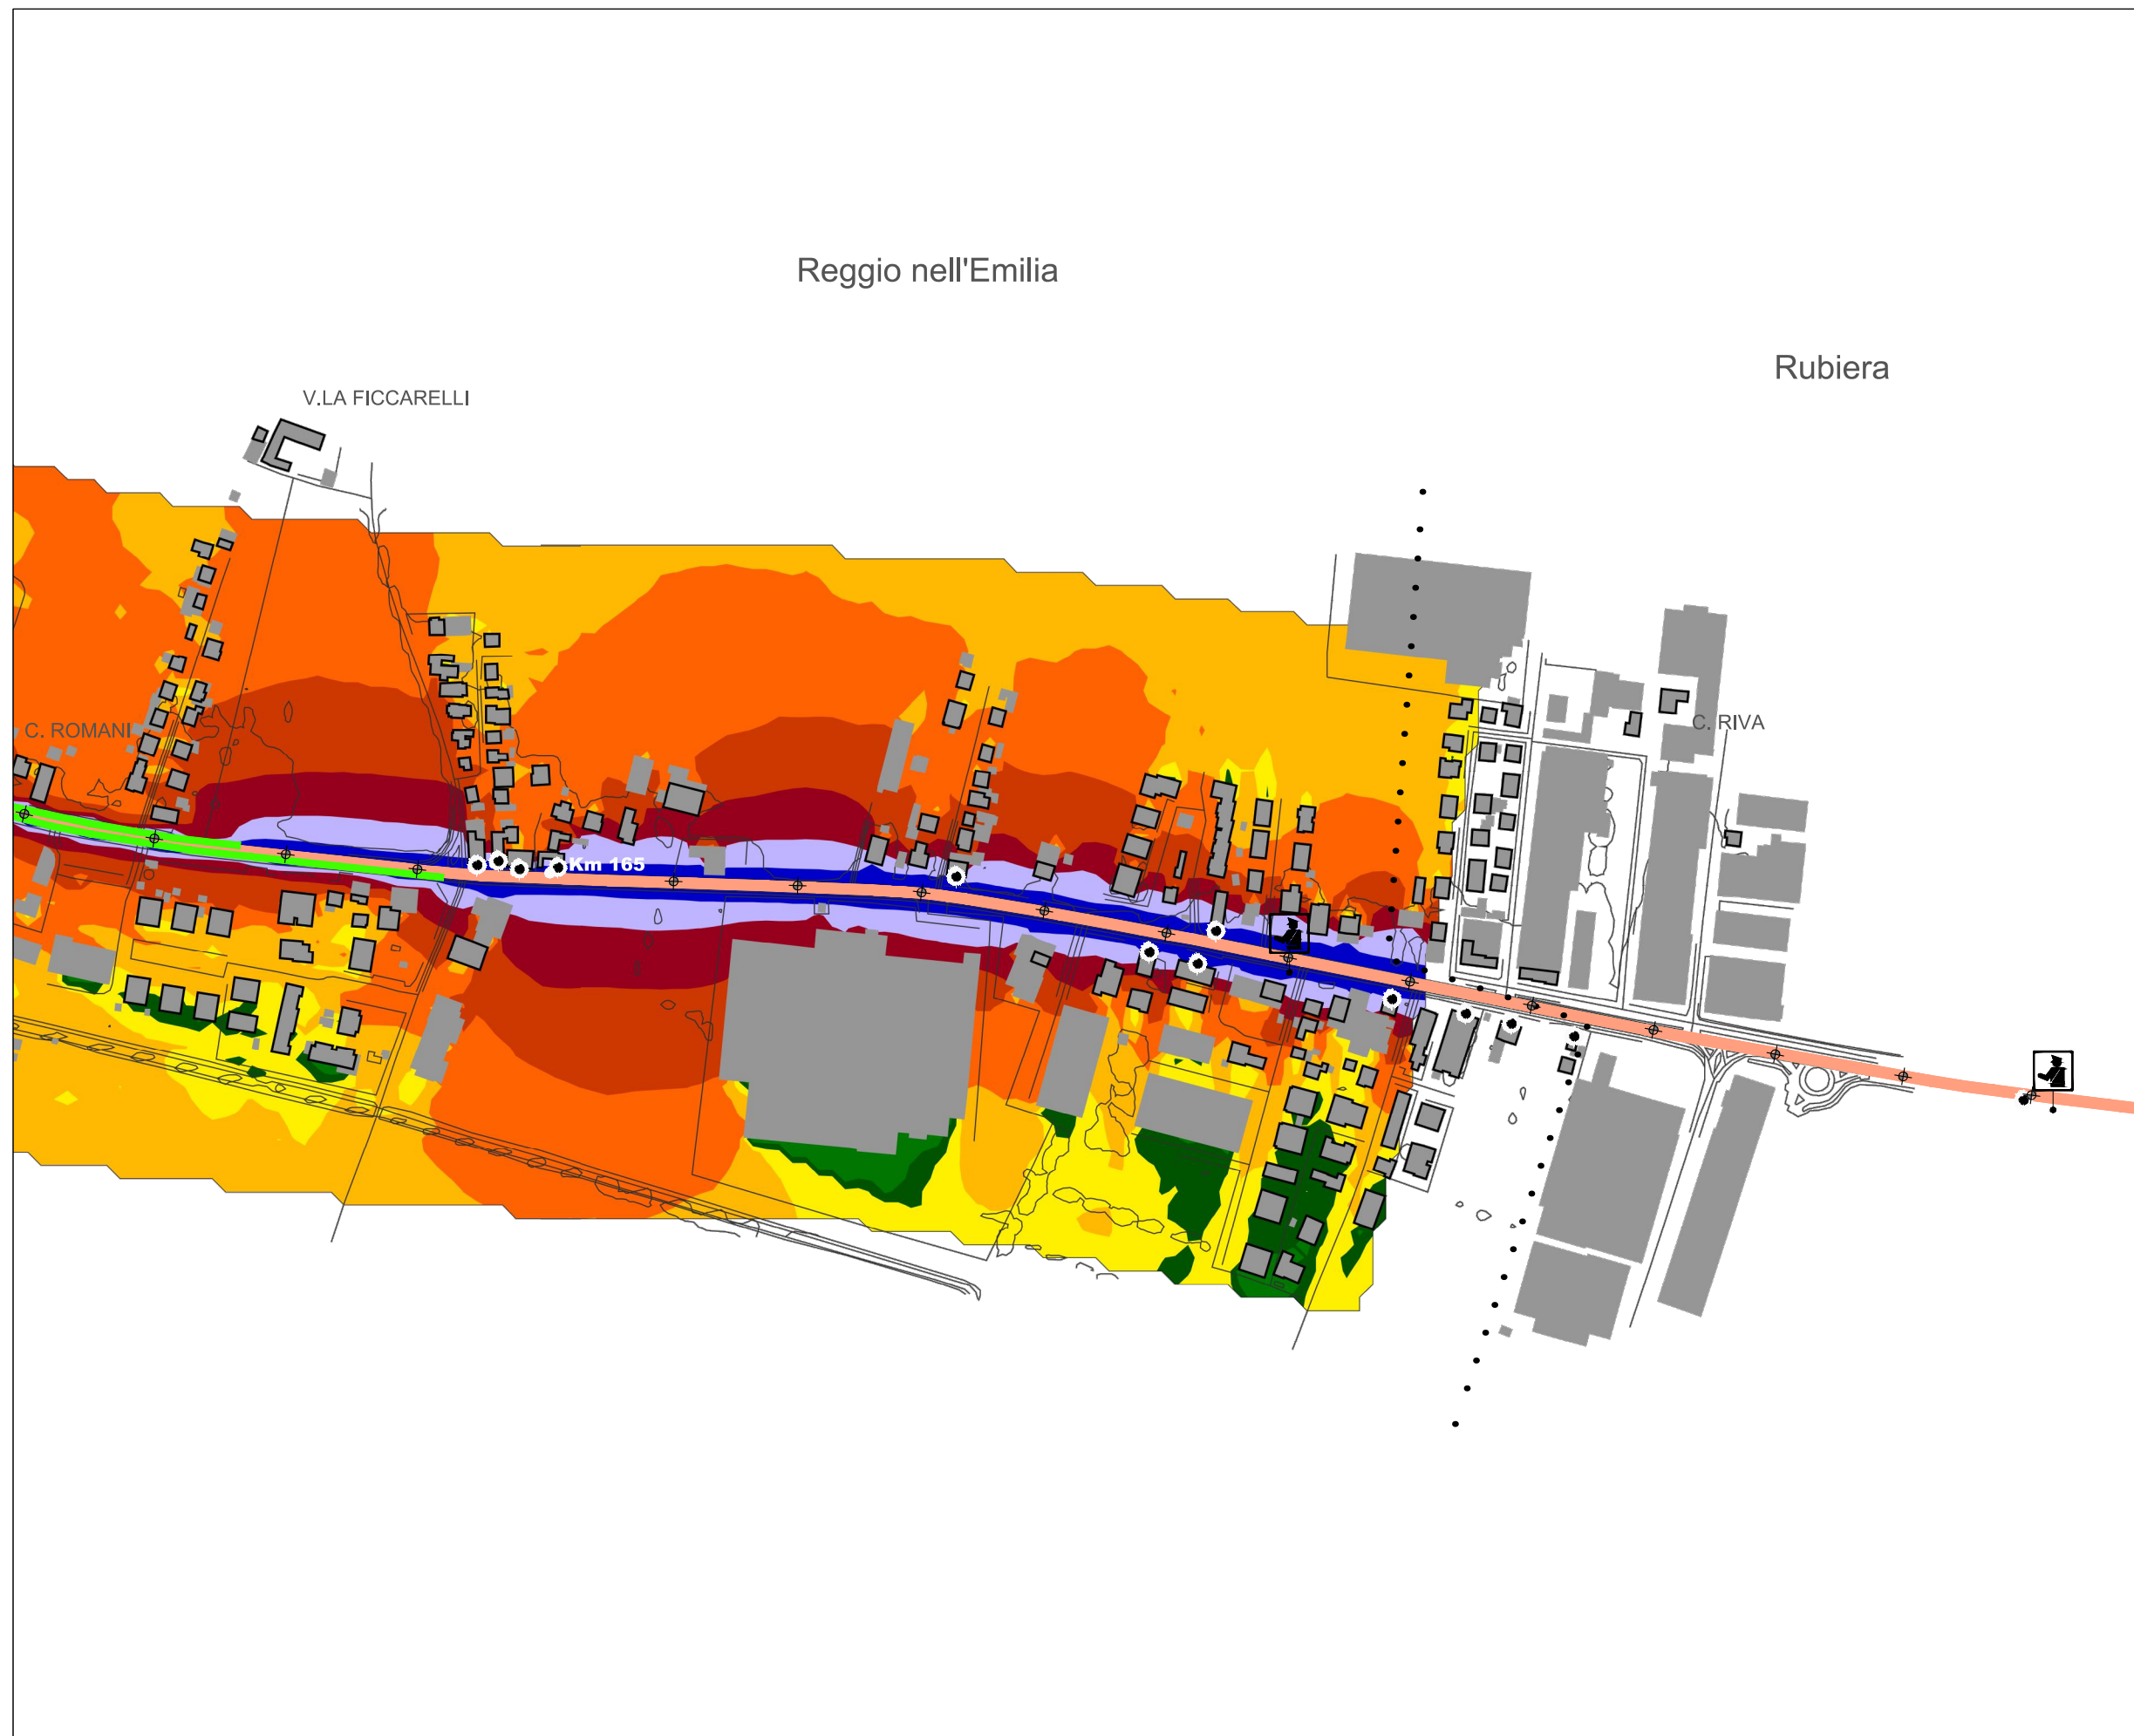 Reggio nell'Emilia
Rubiera
V.LA FICCARELLI
C. RIVA
C. ROMANI
Km 165